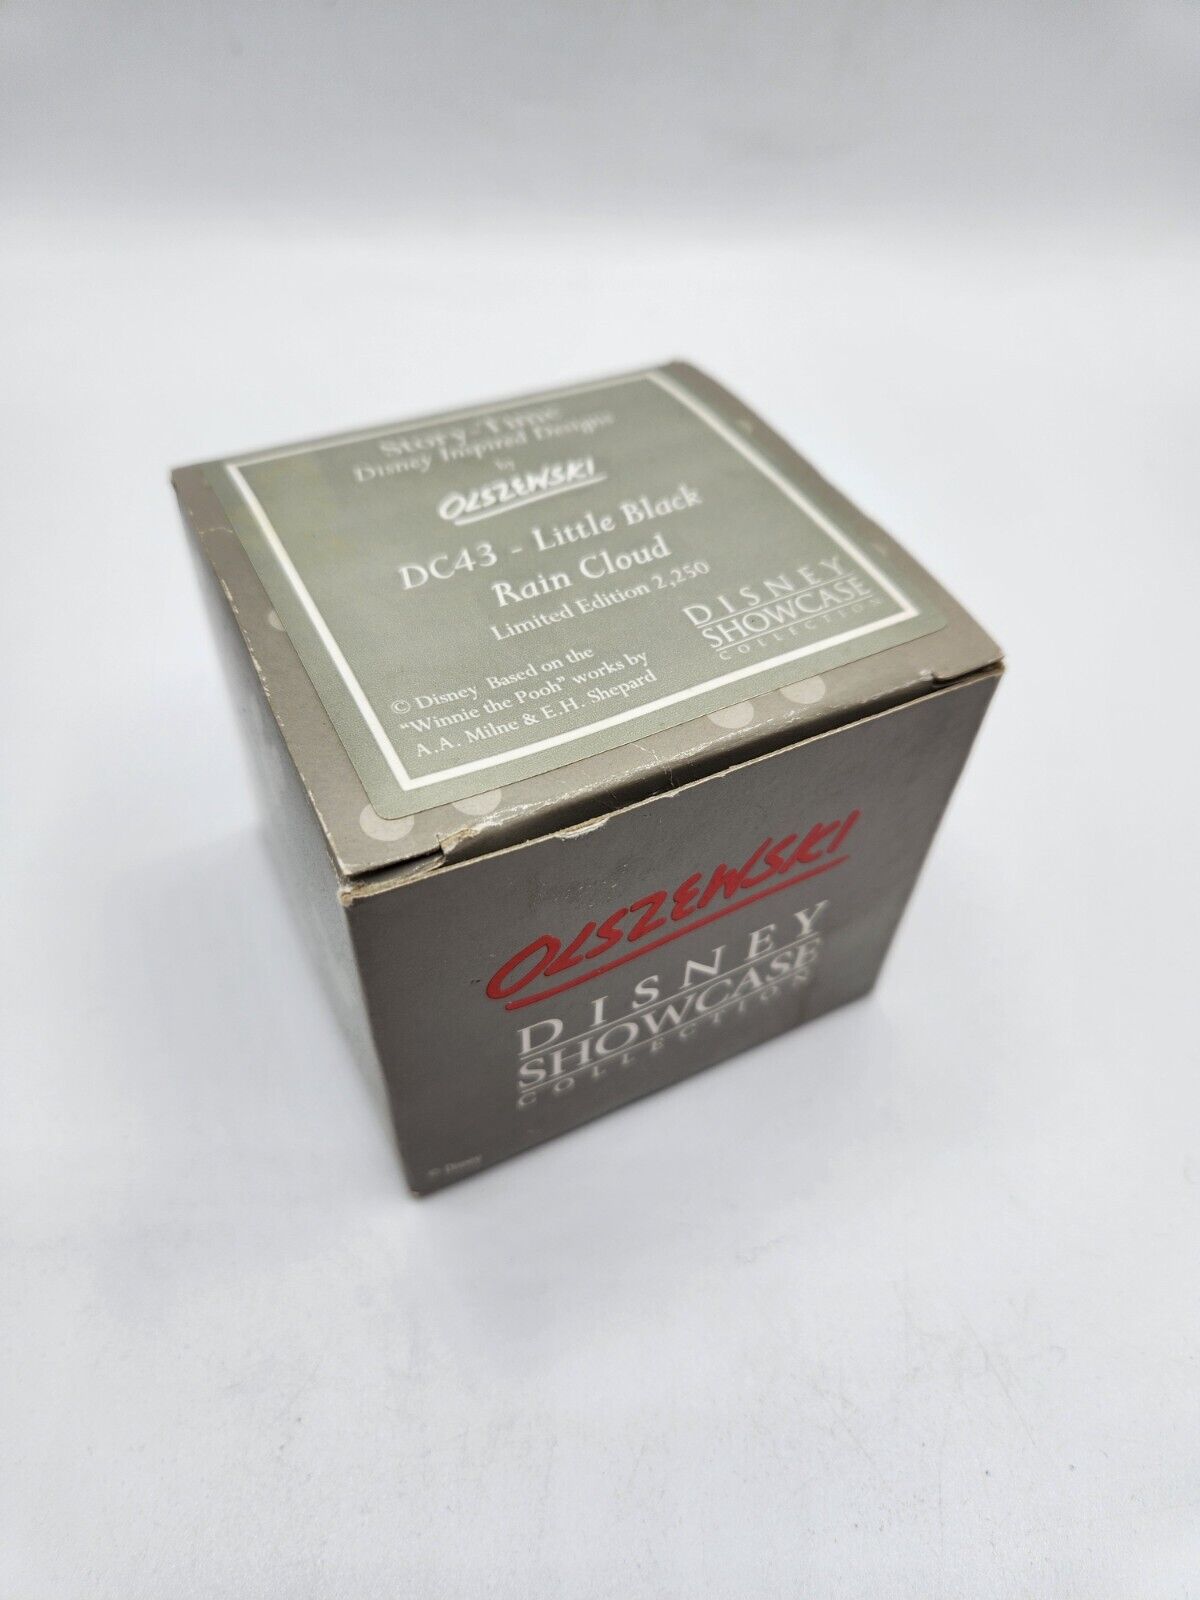 Story-Time
Disney Inspired Designs
by
OLSZEWSKI
DC43 - Little Black
Rain Cloud
Limited Edition 2,250
© Disney Based on the
"Winnie the Pooh" works by
A.A. Milne & E.H. Shepard
DISNEY
SHOWCASE
COLLECTION
OLSZEWSKI
DISNEY
SHOWCASE
COLLECTION
© Disney